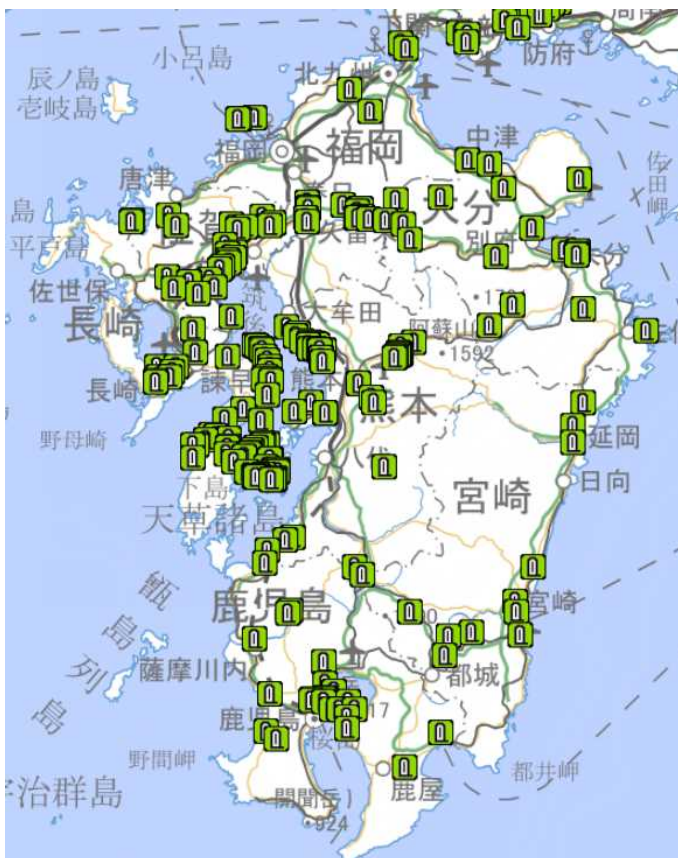 下関
周南
防府
小呂島
北九州
辰ノ島
壱岐島
福岡
福岡
中津
唐津
佐田岬
大分
島
平戸島
別府
佐世保
大牟田
長崎
阿蘇山
・1592
長崎
諫早
熊本
熊本
野母崎
延岡
八代
下島
宮崎
日向
天草諸島
甑島列島
鹿児島
宮崎
薩摩川内
都城
鹿児島
野間岬
都井岬
宇治群島
鹿屋
開聞岳
・924